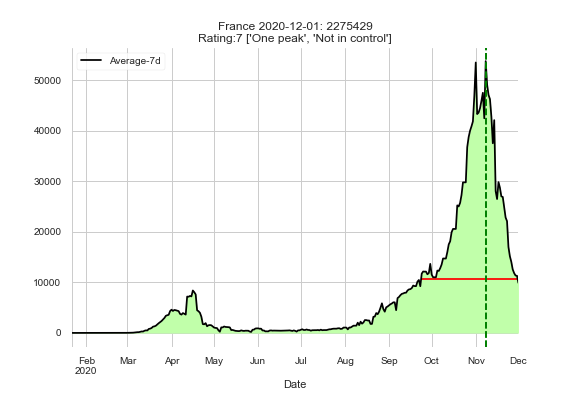 France 2020-12-01: 2275429
Rating:7 ['One peak', 'Not in control']
Average-7d
50000
40000
30000
20000
10000
0
Feb Mar Apr May Jun Jul Aug Sep Oct Nov Dec
2020
Date